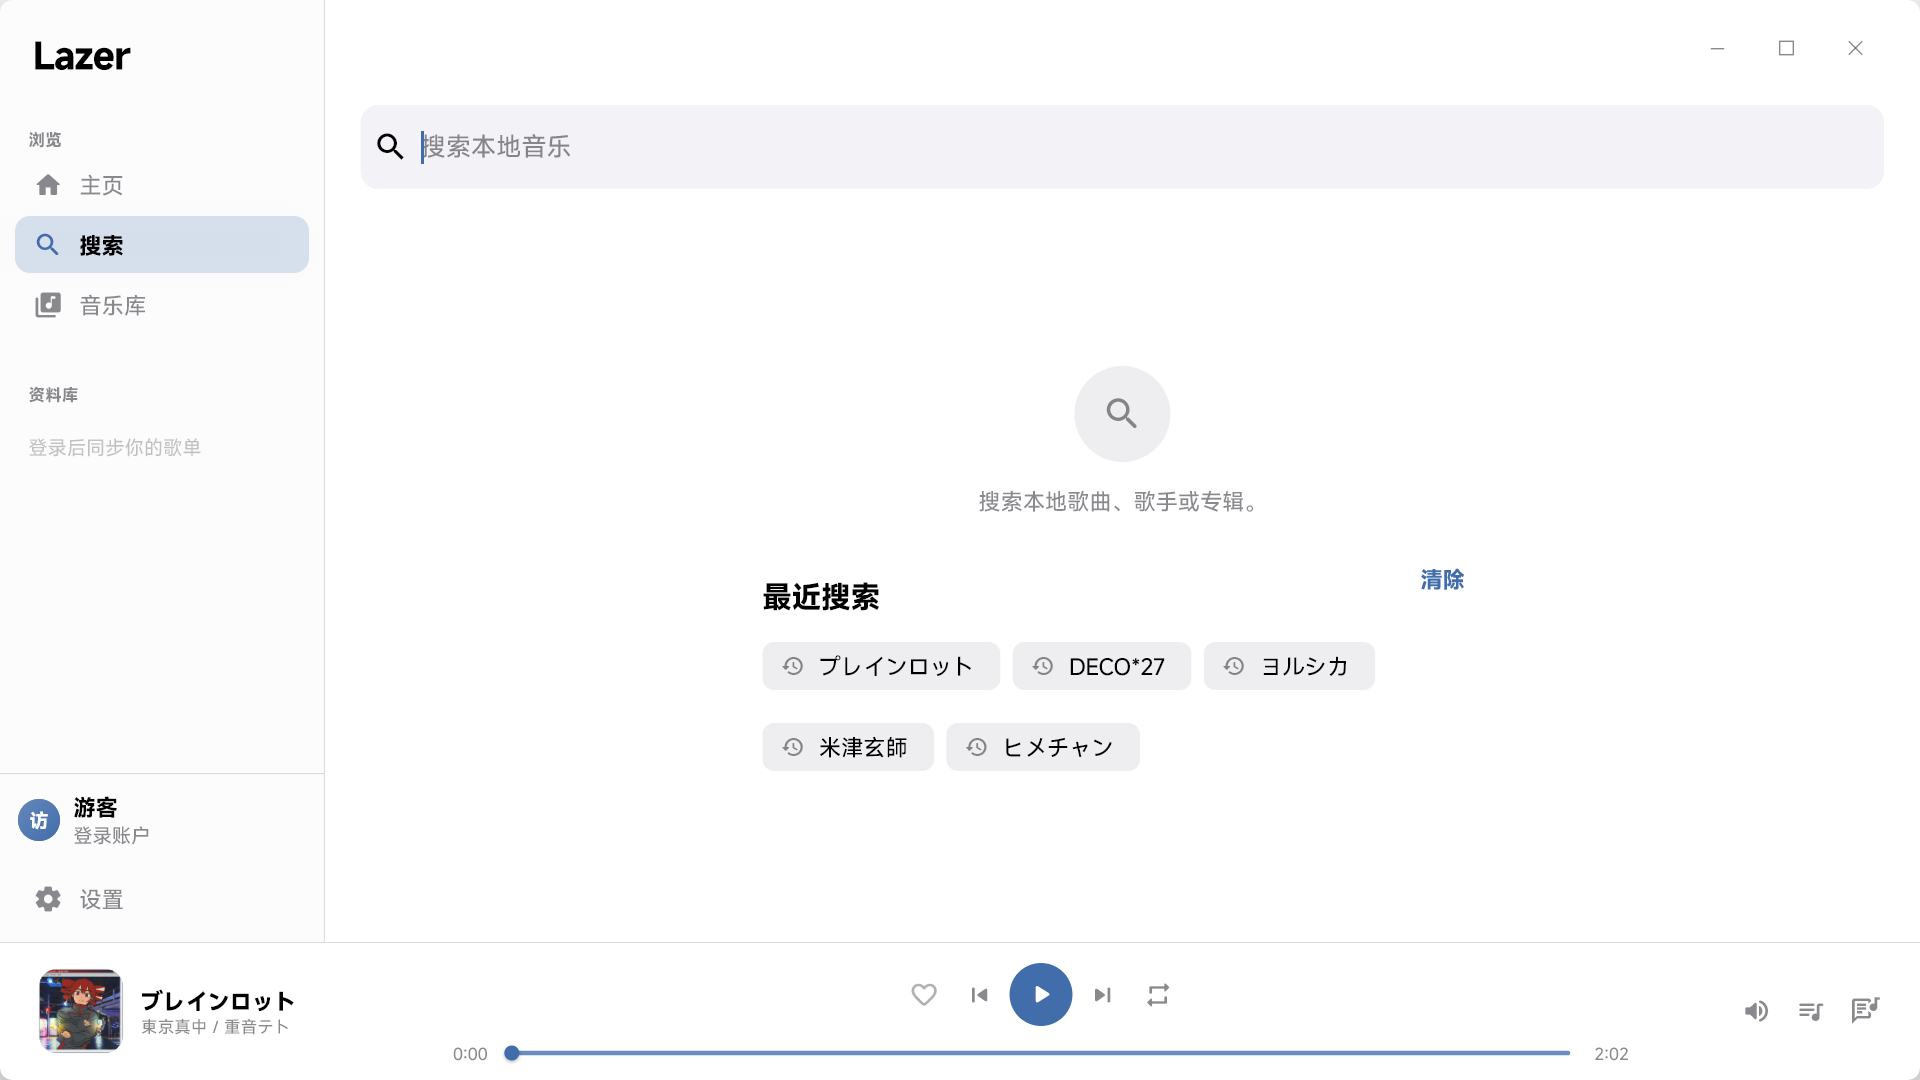 Lazer
浏览
主页
搜索
音乐库
资料库
登录后同步你的歌单
访
游客
登录账户
设置
搜索本地音乐
搜索本地歌曲、歌手或专辑。
最近搜索
清除
プレインロット
DECO*27
ヨルシカ
米津玄師
ヒメチャン
ブレインロット
東京真中 / 重音テト
0:00
2:02